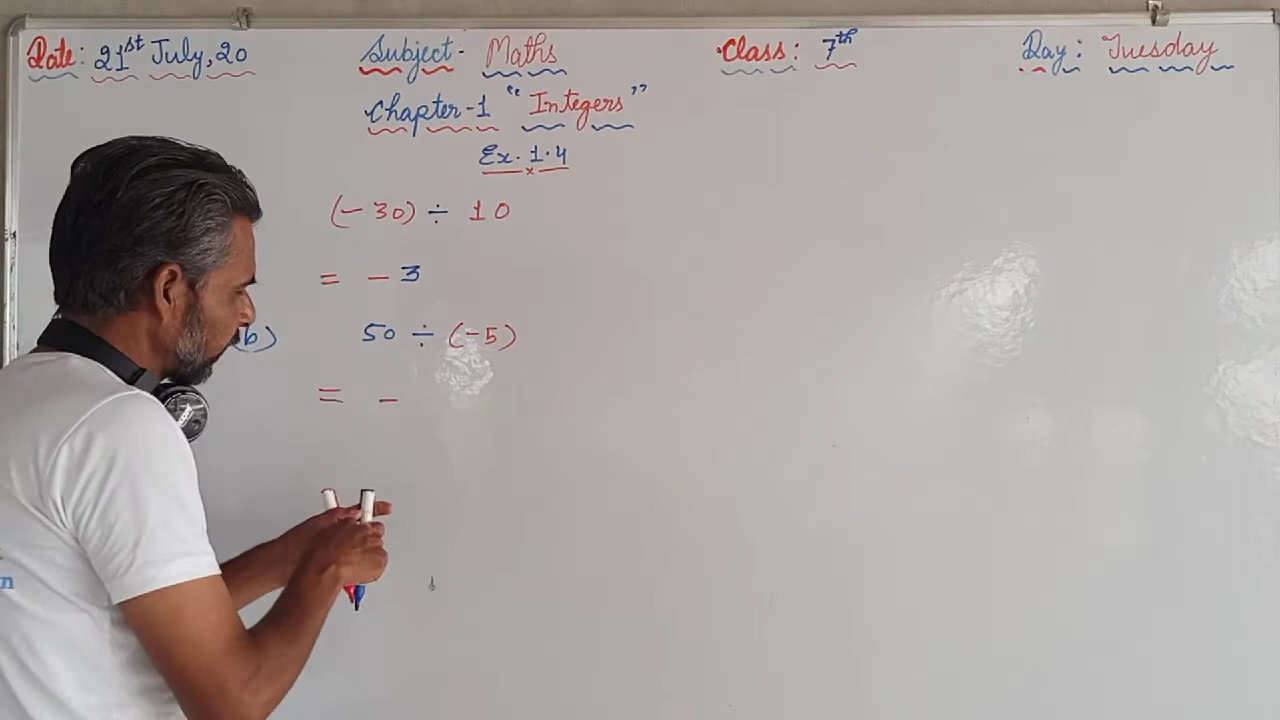 Date: 21st July, 20 Subject- Maths Class: 7th Day: Tuesday
Chapter-1 "Integers"
Ex. 1.4
(-30) ÷ 10
= -3
b) 50 ÷ (-5)
= -